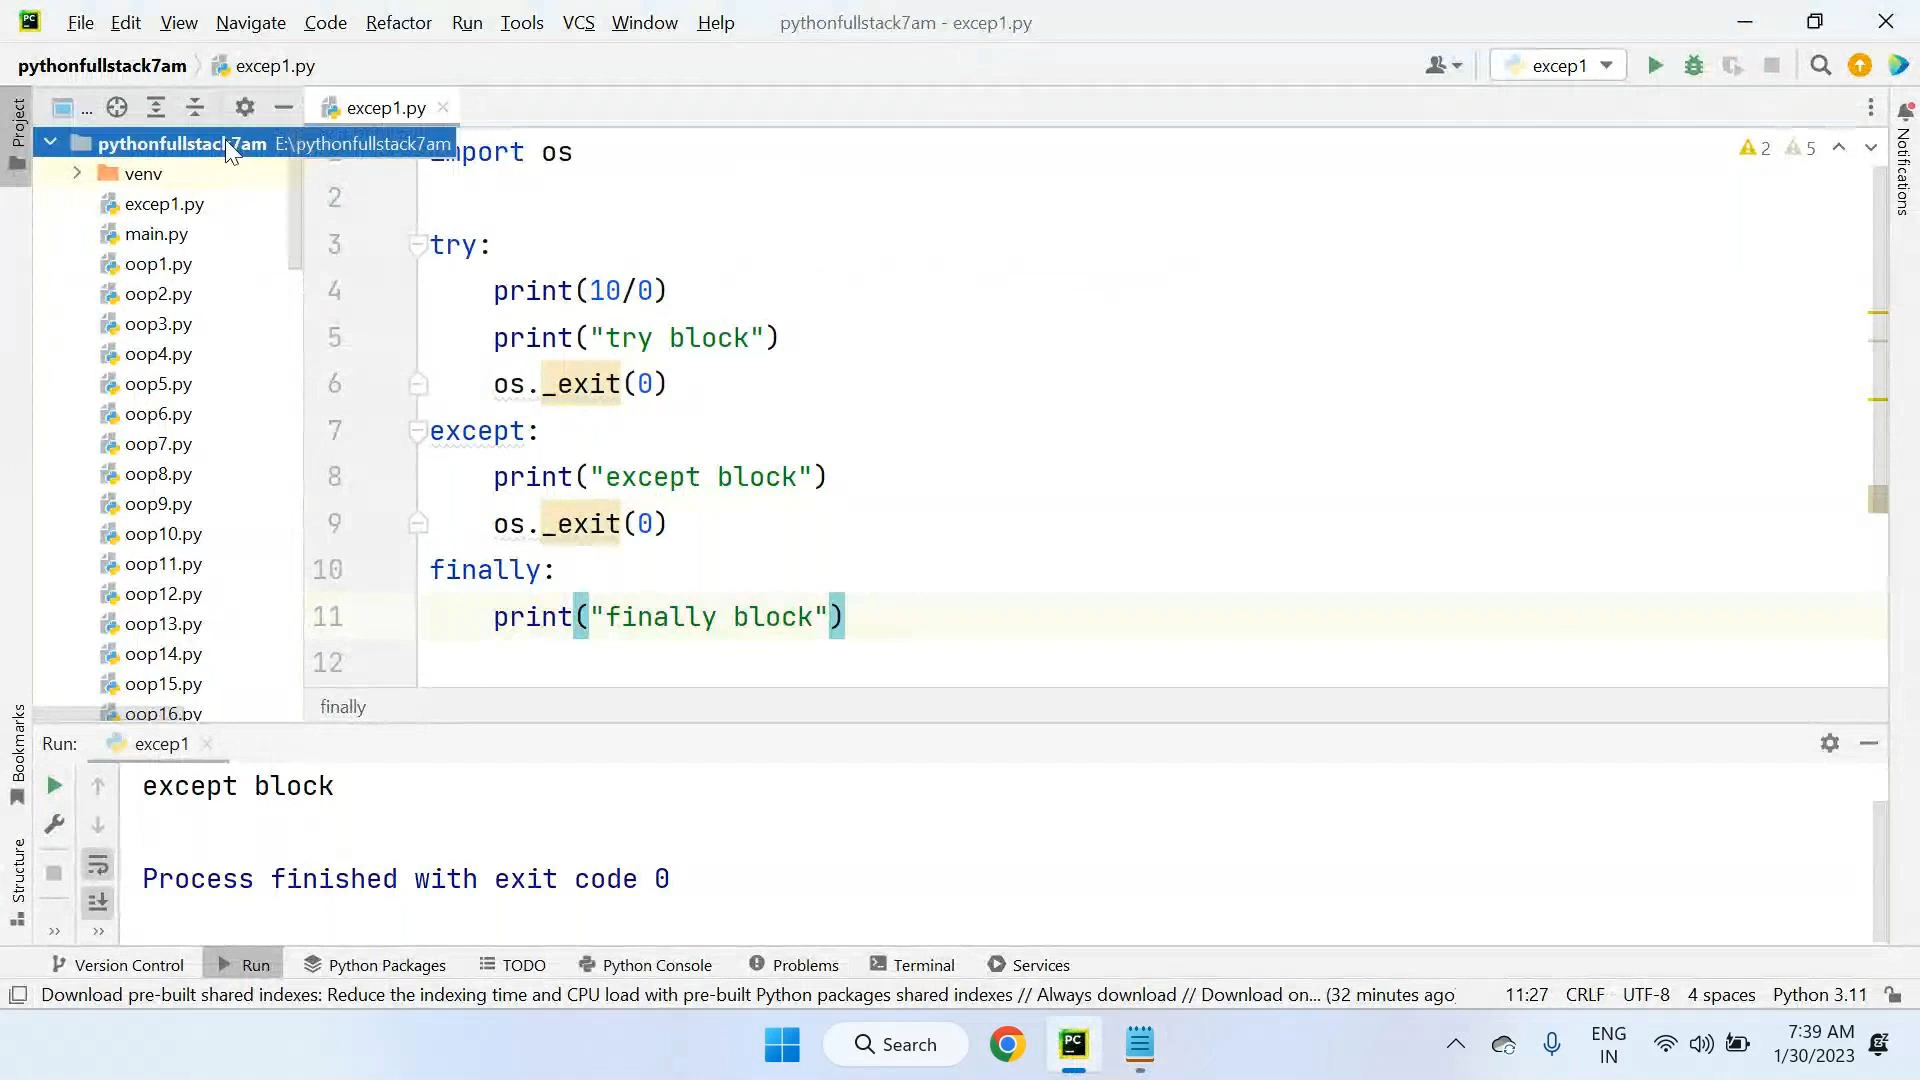 File Edit View Navigate Code Refactor Run Tools VCS Window Help pythonfullstack7am - excep1.py
pythonfullstack7am excep1.py excep1
Project
... excep1.py
pythonfullstack7am E:\pythonfullstack7am
venv
excep1.py
main.py
oop1.py
oop2.py
oop3.py
oop4.py
oop5.py
oop6.py
oop7.py
oop8.py
oop9.py
oop10.py
oop11.py
oop12.py
oop13.py
oop14.py
oop15.py
oop16.py
import os
2
3 try:
4 print(10/0)
5 print("try block")
6 os._exit(0)
7 except:
8 print("except block")
9 os._exit(0)
10 finally:
11 print("finally block")
12
2 5
Notifications
finally
Bookmarks
Structure
Run: excep1
except block
Process finished with exit code 0
Version Control Run Python Packages TODO Python Console Problems Terminal Services
Download pre-built shared indexes: Reduce the indexing time and CPU load with pre-built Python packages shared indexes // Always download // Download on... (32 minutes ago 11:27 CRLF UTF-8 4 spaces Python 3.11
PC
Search
ENG
IN
7:39 AM
1/30/2023